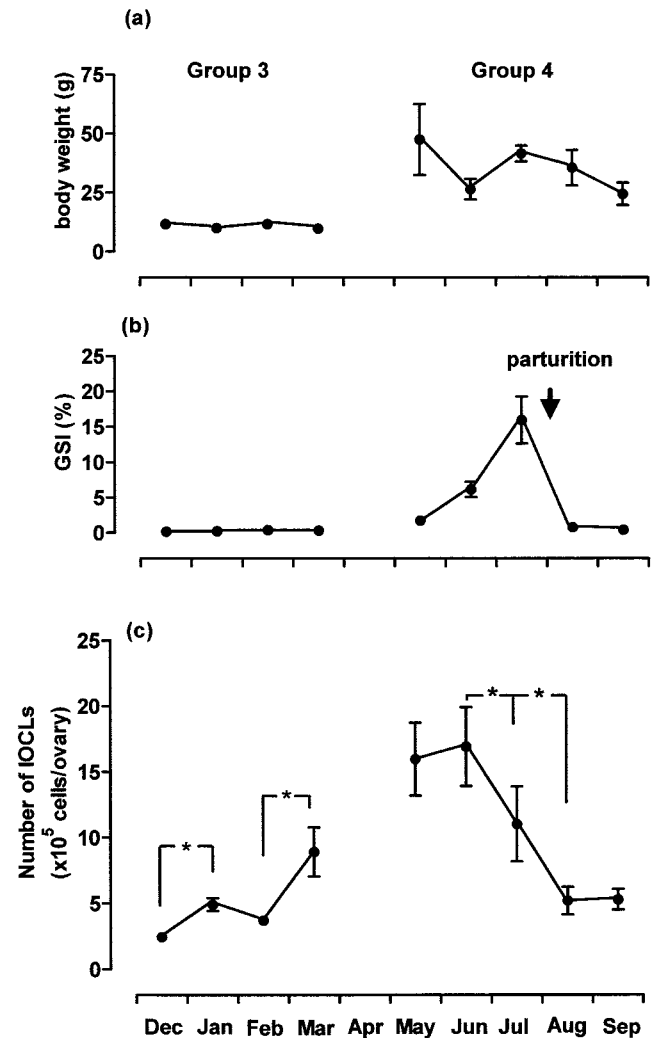 (a)
Group 3 Group 4
75
50
25
0
body weight (g)
(b)
parturition
25
20
15
10
5
0
GSI (%)
(c)
25
20
15
10
5
0
Number of IOCLs
(x10⁵ cells/ovary)
* * * *
Dec Jan Feb Mar Apr May Jun Jul Aug Sep